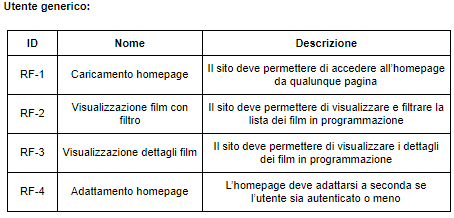 Utente generico:
ID Nome Descrizione
RF-1 Caricamento homepage Il sito deve permettere di accedere all'homepage
da qualunque pagina
RF-2 Visualizzazione film con
filtro Il sito deve permettere di visualizzare e filtrare la
lista dei film in programmazione
RF-3 Visualizzazione dettagli film Il sito deve permettere di visualizzare i dettagli
dei film in programmazione
RF-4 Adattamento homepage L'homepage deve adattarsi a seconda se
l'utente sia autenticato o meno